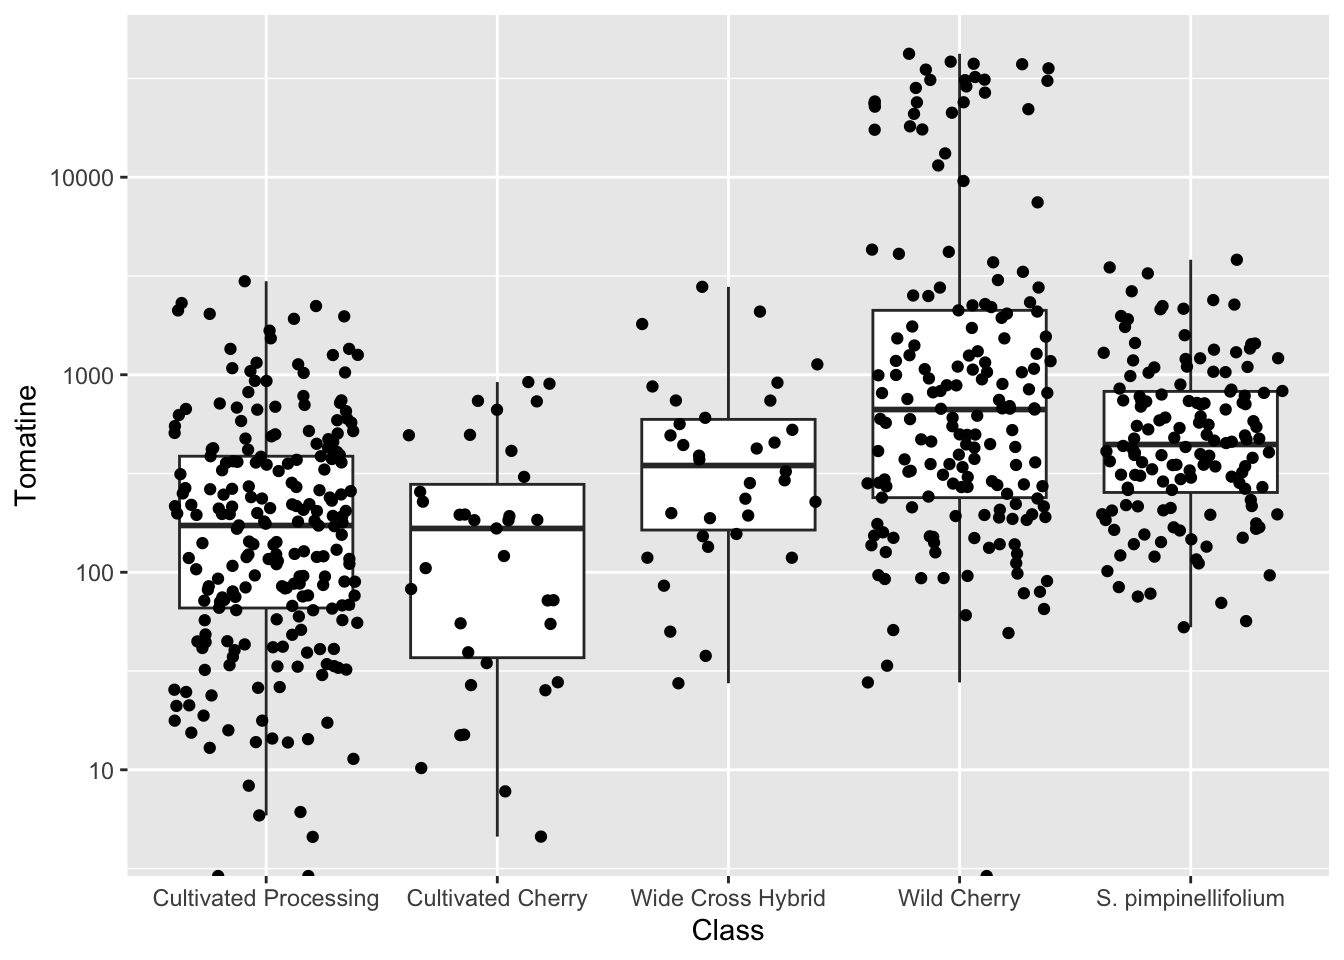 Tomatine
10000
1000
100
10
Cultivated Processing
Cultivated Cherry
Wide Cross Hybrid
Wild Cherry
S. pimpinellifolium
Class